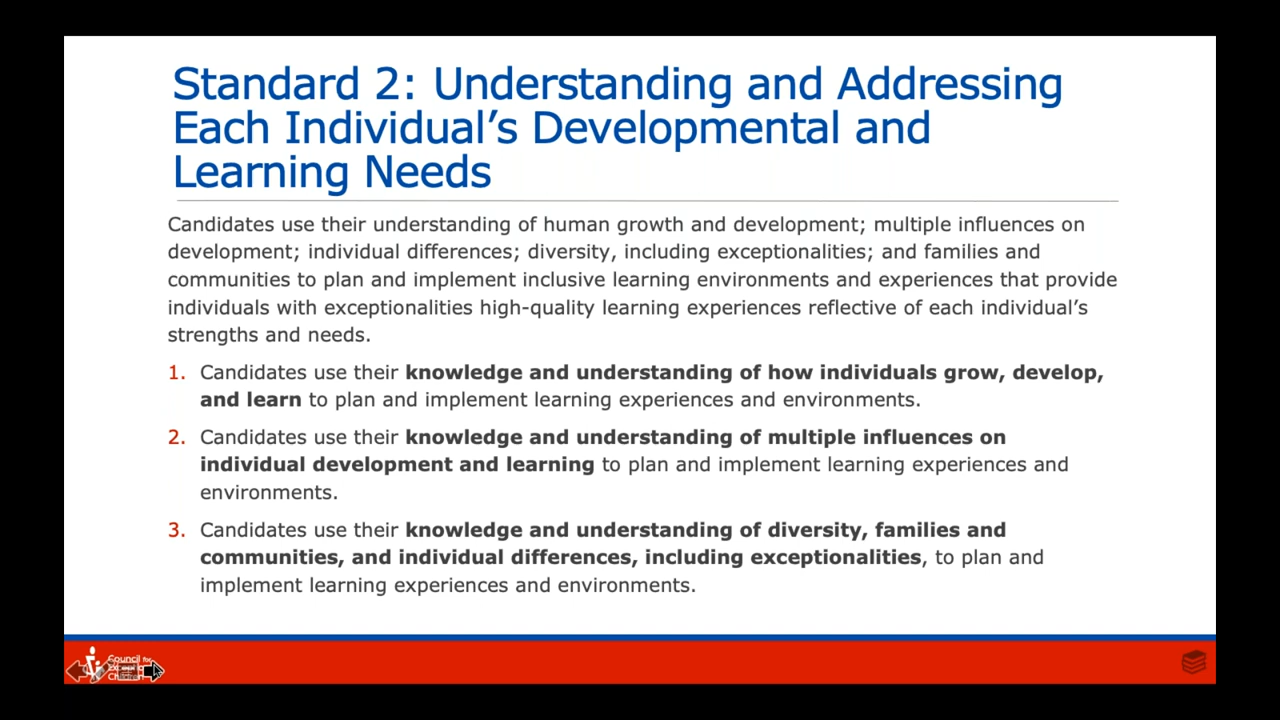 Standard 2: Understanding and Addressing
Each Individual’s Developmental and
Learning Needs
Candidates use their understanding of human growth and development; multiple influences on
development; individual differences; diversity, including exceptionalities; and families and
communities to plan and implement inclusive learning environments and experiences that provide
individuals with exceptionalities high-quality learning experiences reflective of each individual’s
strengths and needs.
1. Candidates use their knowledge and understanding of how individuals grow, develop,
and learn to plan and implement learning experiences and environments.
2. Candidates use their knowledge and understanding of multiple influences on
individual development and learning to plan and implement learning experiences and
environments.
3. Candidates use their knowledge and understanding of diversity, families and
communities, and individual differences, including exceptionalities, to plan and
implement learning experiences and environments.
Council for
Children